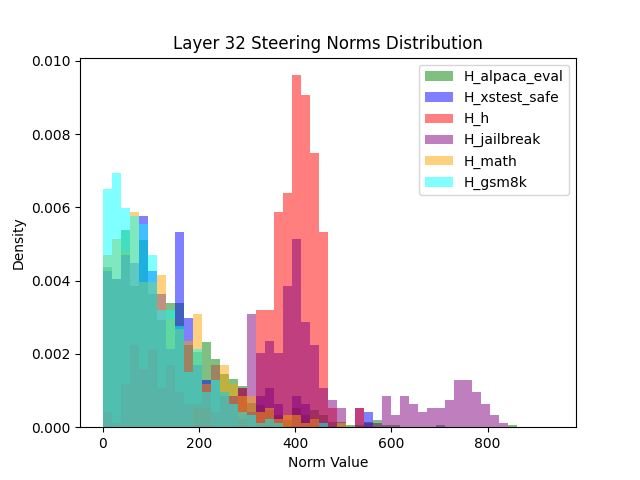 Layer 32 Steering Norms Distribution
0.010
0.008
0.006
0.004
0.002
0.000
Density
H_alpaca_eval
H_xstest_safe
H_h
H_jailbreak
H_math
H_gsm8k
0
200
400
600
800
Norm Value